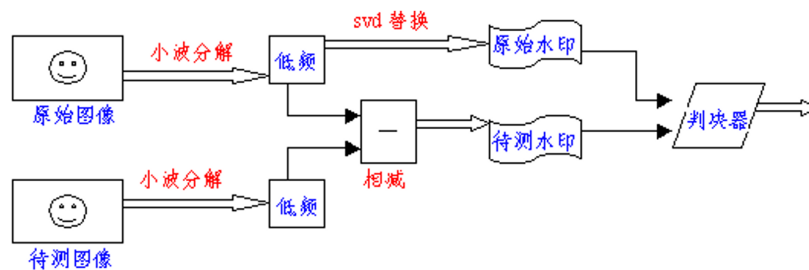 svd 替换
小波分解
低频
原始水印
原始图像
判决器
—
待测水印
相减
小波分解
低频
待测图像